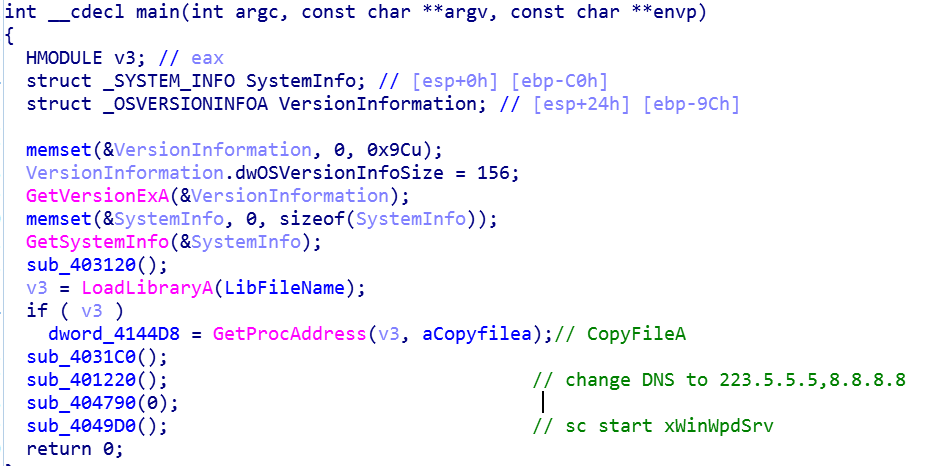 int __cdecl main(int argc, const char **argv, const char **envp)
{
HMODULE v3; // eax
struct _SYSTEM_INFO SystemInfo; // [esp+0h] [ebp-C0h]
struct _OSVERSIONINFOA VersionInformation; // [esp+24h] [ebp-9Ch]
memset(&VersionInformation, 0, 0x9Cu);
VersionInformation.dwOSVersionInfoSize = 156;
GetVersionExA(&VersionInformation);
memset(&SystemInfo, 0, sizeof(SystemInfo));
GetSystemInfo(&SystemInfo);
sub_403120();
v3 = LoadLibraryA(LibFileName);
if ( v3 )
dword_4144D8 = GetProcAddress(v3, aCopyfilea);// CopyFileA
sub_4031C0();
sub_401220(); // change DNS to 223.5.5.5,8.8.8.8
sub_404790(0);
sub_4049D0(); // sc start xWinWpdSrv
return 0;